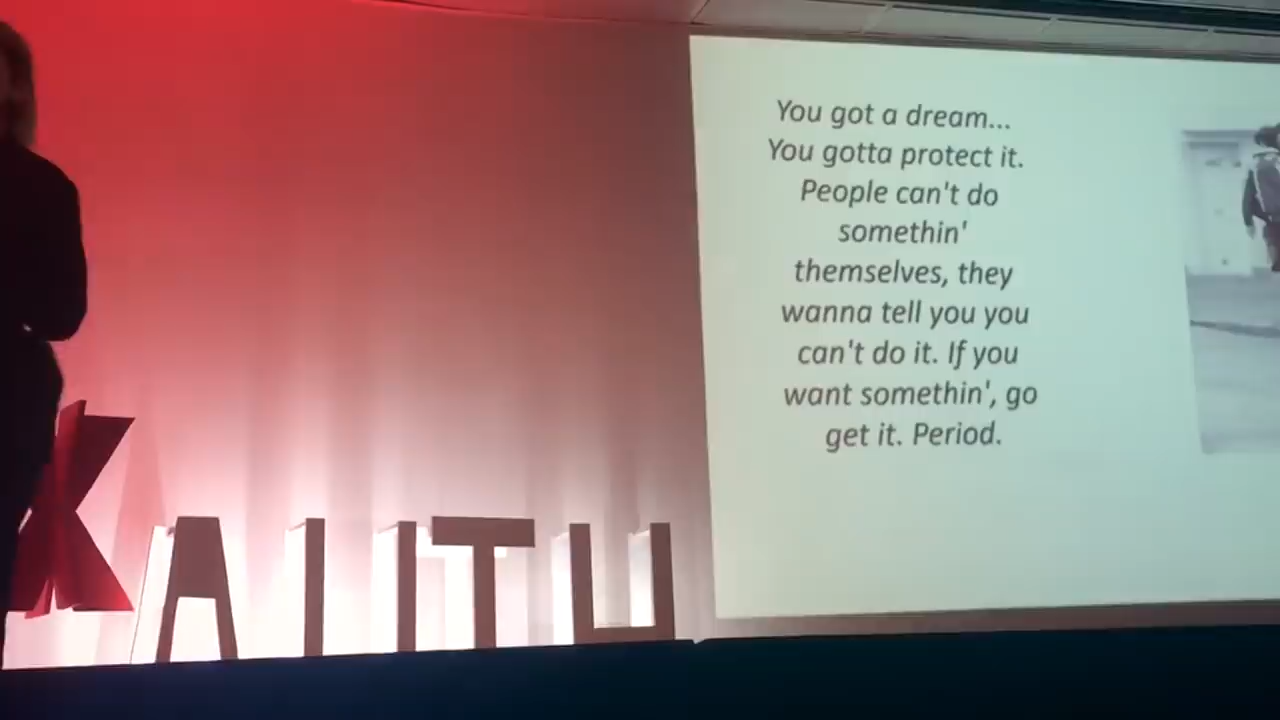 You got a dream...
You gotta protect it.
People can't do
somethin'
themselves, they
wanna tell you you
can't do it. If you
want somethin', go
get it. Period.
XAUTH